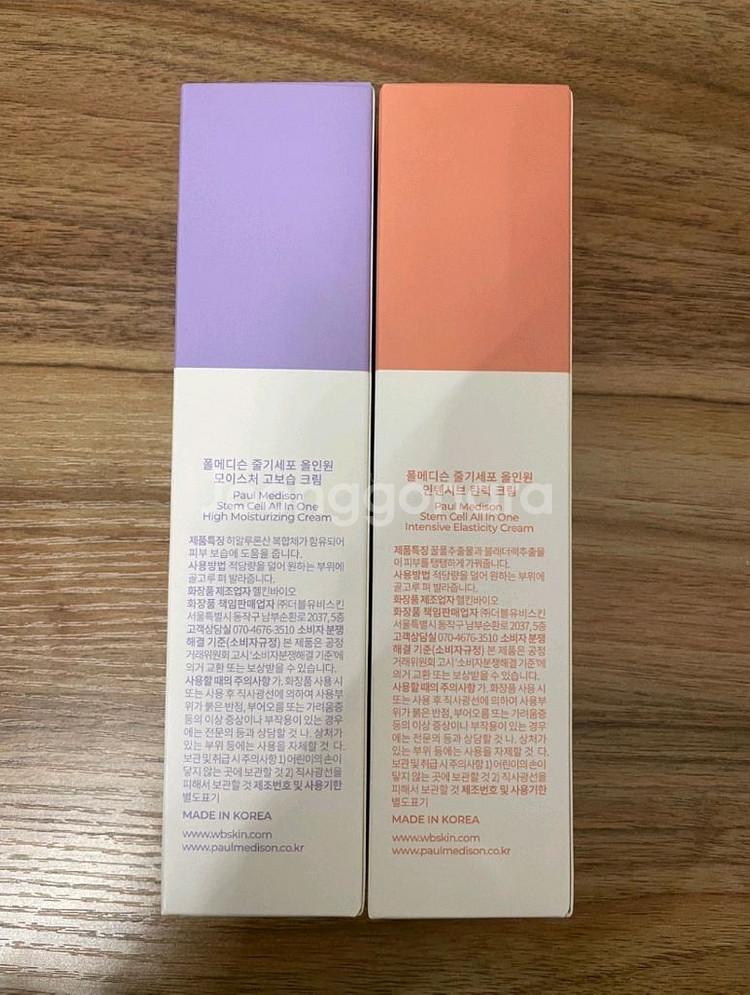 폴메디슨 줄기세포 올인원
모이스처 고보습 크림
Paul Medison
Stem Cell All In One
High Moisturizing Cream
제품특징 히알루론산 복합체가 함유되어
피부 보습에 도움을 줍니다.
사용방법 적당량을 덜어 원하는 부위에
골고루 펴 발라줍니다.
화장품 제조업자 헬킨바이오
화장품 책임판매업자 ㈜더블유비스킨
서울특별시 동작구 남부순환로 2037, 5층
고객상담실 070-4676-3510 소비자 분쟁
해결 기준(소비자규정) 본 제품은 공정
거래위원회 고시 '소비자분쟁해결 기준'에
의거 교환 또는 보상받을 수 있습니다.
사용할 때의 주의사항 가. 화장품 사용 시
또는 사용 후 직사광선에 의하여 사용부
위가 붉은 반점, 부어오름 또는 가려움증
등의 이상 증상이나 부작용이 있는 경우
에는 전문의 등과 상담할 것 나. 상처가
있는 부위 등에는 사용을 자제할 것 다.
보관 및 취급 시 주의사항 1) 어린이의 손이
닿지 않는 곳에 보관할 것 2) 직사광선을
피해서 보관할 것 제조번호 및 사용기한
별도표기
MADE IN KOREA
www.wbskin.com
www.paulmedison.co.kr
폴메디슨 줄기세포 올인원
인텐시브 탄력 크림
Paul Medison
Stem Cell All In One
Intensive Elasticity Cream
제품특징 꿀풀추출물과 블래더랙추출물
이 피부를 탱탱하게 가꿔줍니다.
사용방법 적당량을 덜어 원하는 부위에
골고루 펴 발라줍니다.
화장품 제조업자 헬킨바이오
화장품 책임판매업자 ㈜더블유비스킨
서울특별시 동작구 남부순환로 2037, 5층
고객상담실 070-4676-3510 소비자 분쟁
해결 기준(소비자규정) 본 제품은 공정
거래위원회 고시 '소비자분쟁해결 기준'에
의거 교환 또는 보상받을 수 있습니다.
사용할 때의 주의사항 가. 화장품 사용 시
또는 사용 후 직사광선에 의하여 사용부
위가 붉은 반점, 부어오름 또는 가려움증
등의 이상 증상이나 부작용이 있는 경우
에는 전문의 등과 상담할 것 나. 상처가
있는 부위 등에는 사용을 자제할 것 다.
보관 및 취급 시 주의사항 1) 어린이의 손이
닿지 않는 곳에 보관할 것 2) 직사광선을
피해서 보관할 것 제조번호 및 사용기한
별도표기
MADE IN KOREA
www.wbskin.com
www.paulmedison.co.kr